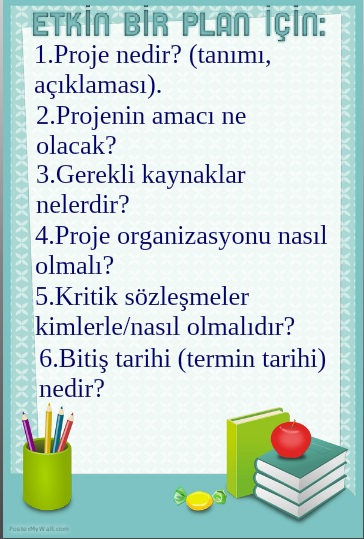 ETKİN BİR PLAN İÇİN:
1.Proje nedir? (tanımı,
açıklaması).
2.Projenin amacı ne
olacak?
3.Gerekli kaynaklar
nelerdir?
4.Proje organizasyonu nasıl
olmalı?
5.Kritik sözleşmeler
kimlerle/nasıl olmalıdır?
6.Bitiş tarihi (termin tarihi)
nedir?
PosterMyWall.com